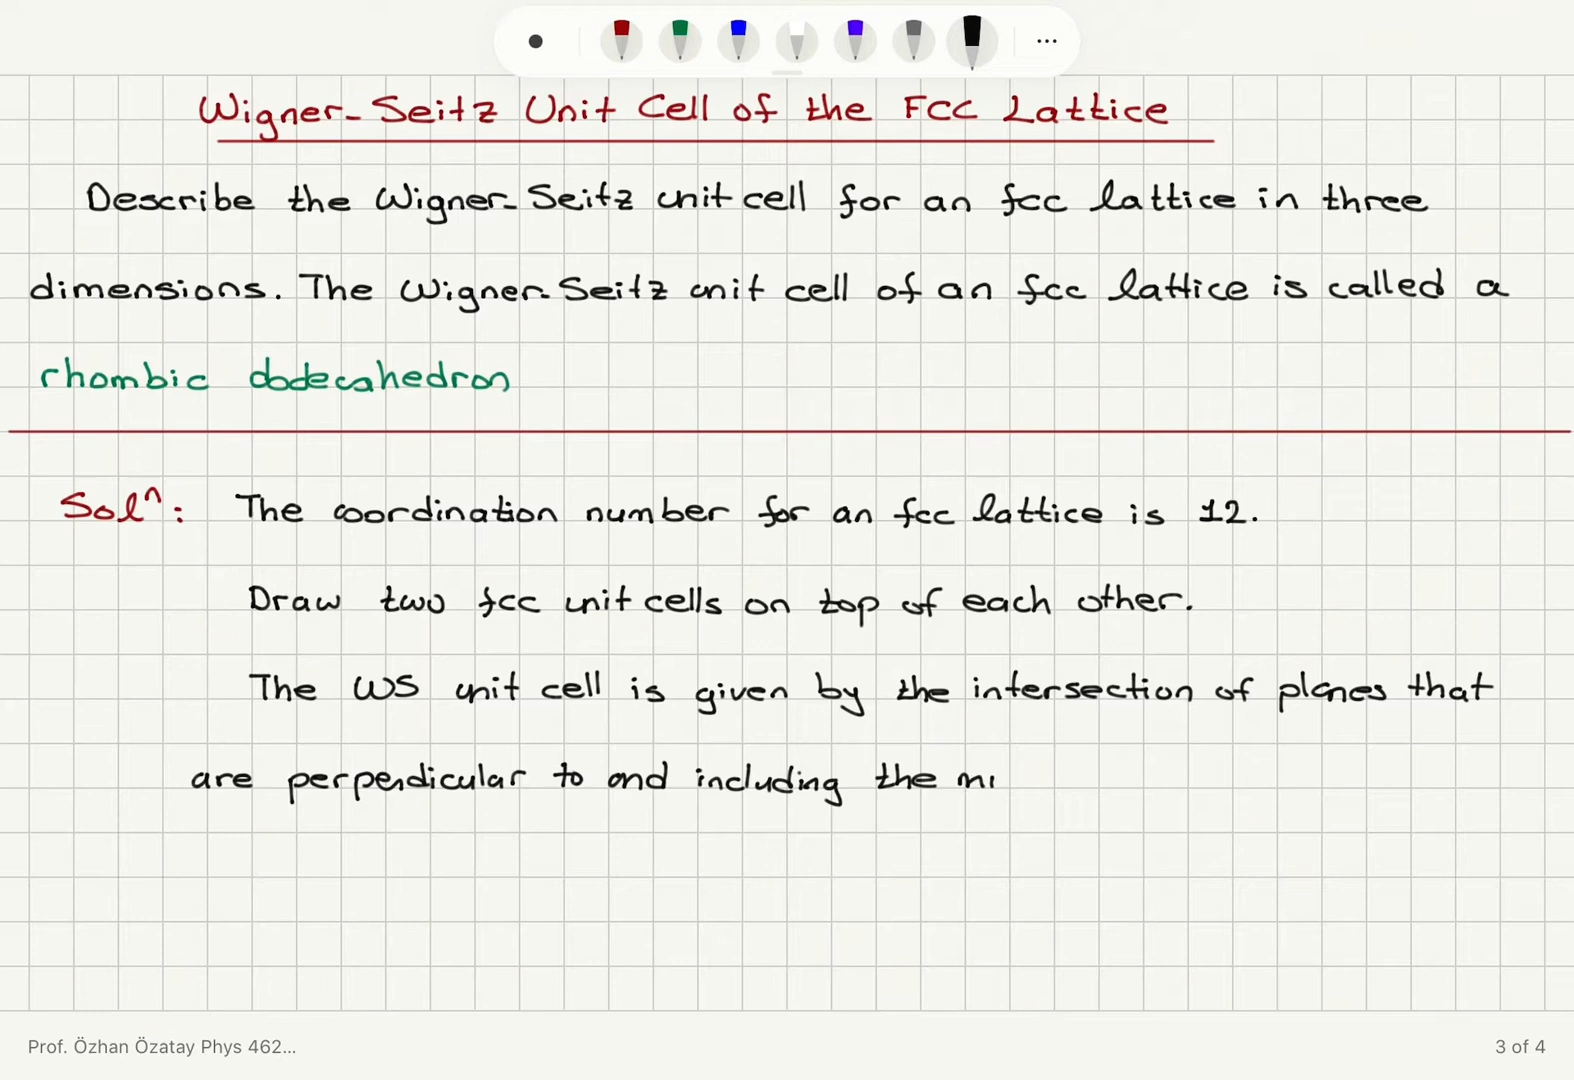 Wigner-Seitz Unit Cell of the FCC Lattice
Describe the Wigner-Seitz unit cell for an fcc lattice in three
dimensions. The Wigner-Seitz unit cell of an fcc lattice is called a
rhombic dodecahedron
Solⁿ: The coordination number for an fcc lattice is 12.
Draw two fcc unit cells on top of each other.
The WS unit cell is given by the intersection of planes that
are perpendicular to and including the mi
Prof. Özhan Özatay Phys 462...
3 of 4